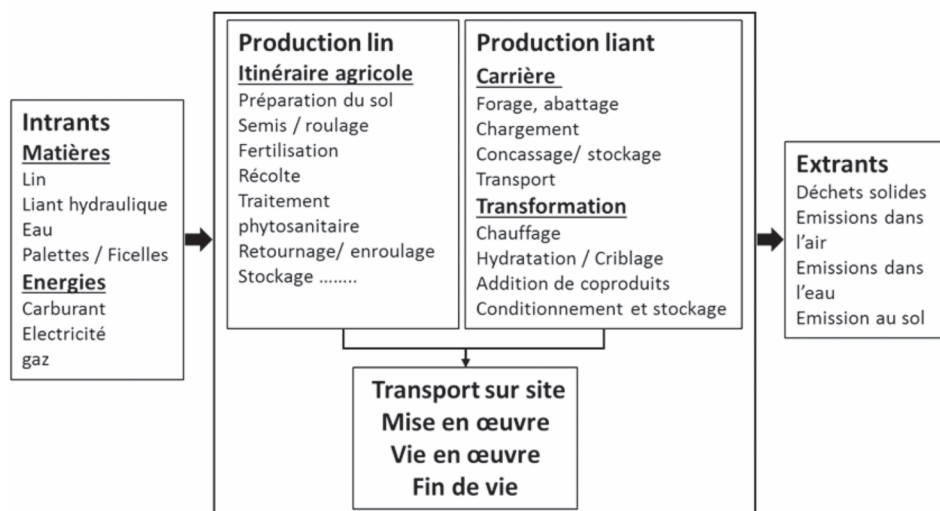 Intrants
Matières
Lin
Liant hydraulique
Eau
Palettes / Ficelles
Energies
Carburant
Electricité
gaz
Production lin
Itinéraire agricole
Préparation du sol
Semis / roulage
Fertilisation
Récolte
Traitement
phytosanitaire
Retournage/ enroulage
Stockage ........
Production liant
Carrière
Forage, abattage
Chargement
Concassage/ stockage
Transport
Transformation
Chauffage
Hydratation / Criblage
Addition de coproduits
Conditionnement et stockage
Transport sur site
Mise en œuvre
Vie en œuvre
Fin de vie
Extrants
Déchets solides
Emissions dans
l’air
Emissions dans
l’eau
Emission au sol